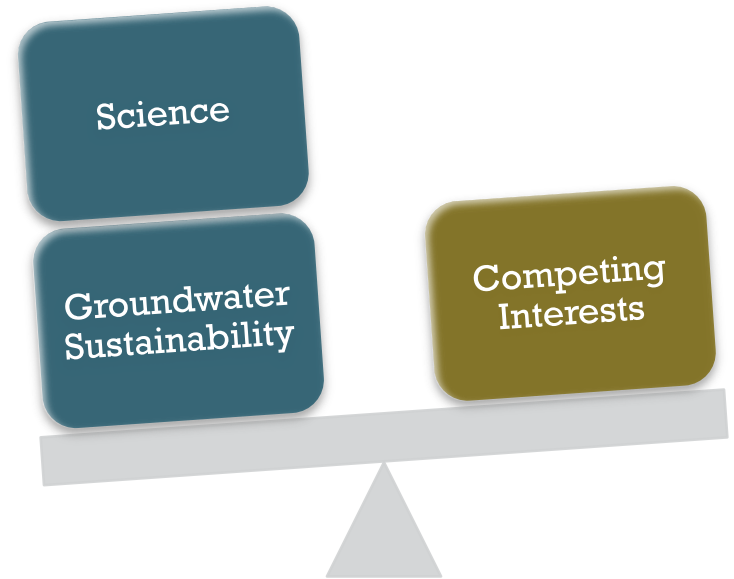 Science
Groundwater
Sustainability
Competing
Interests